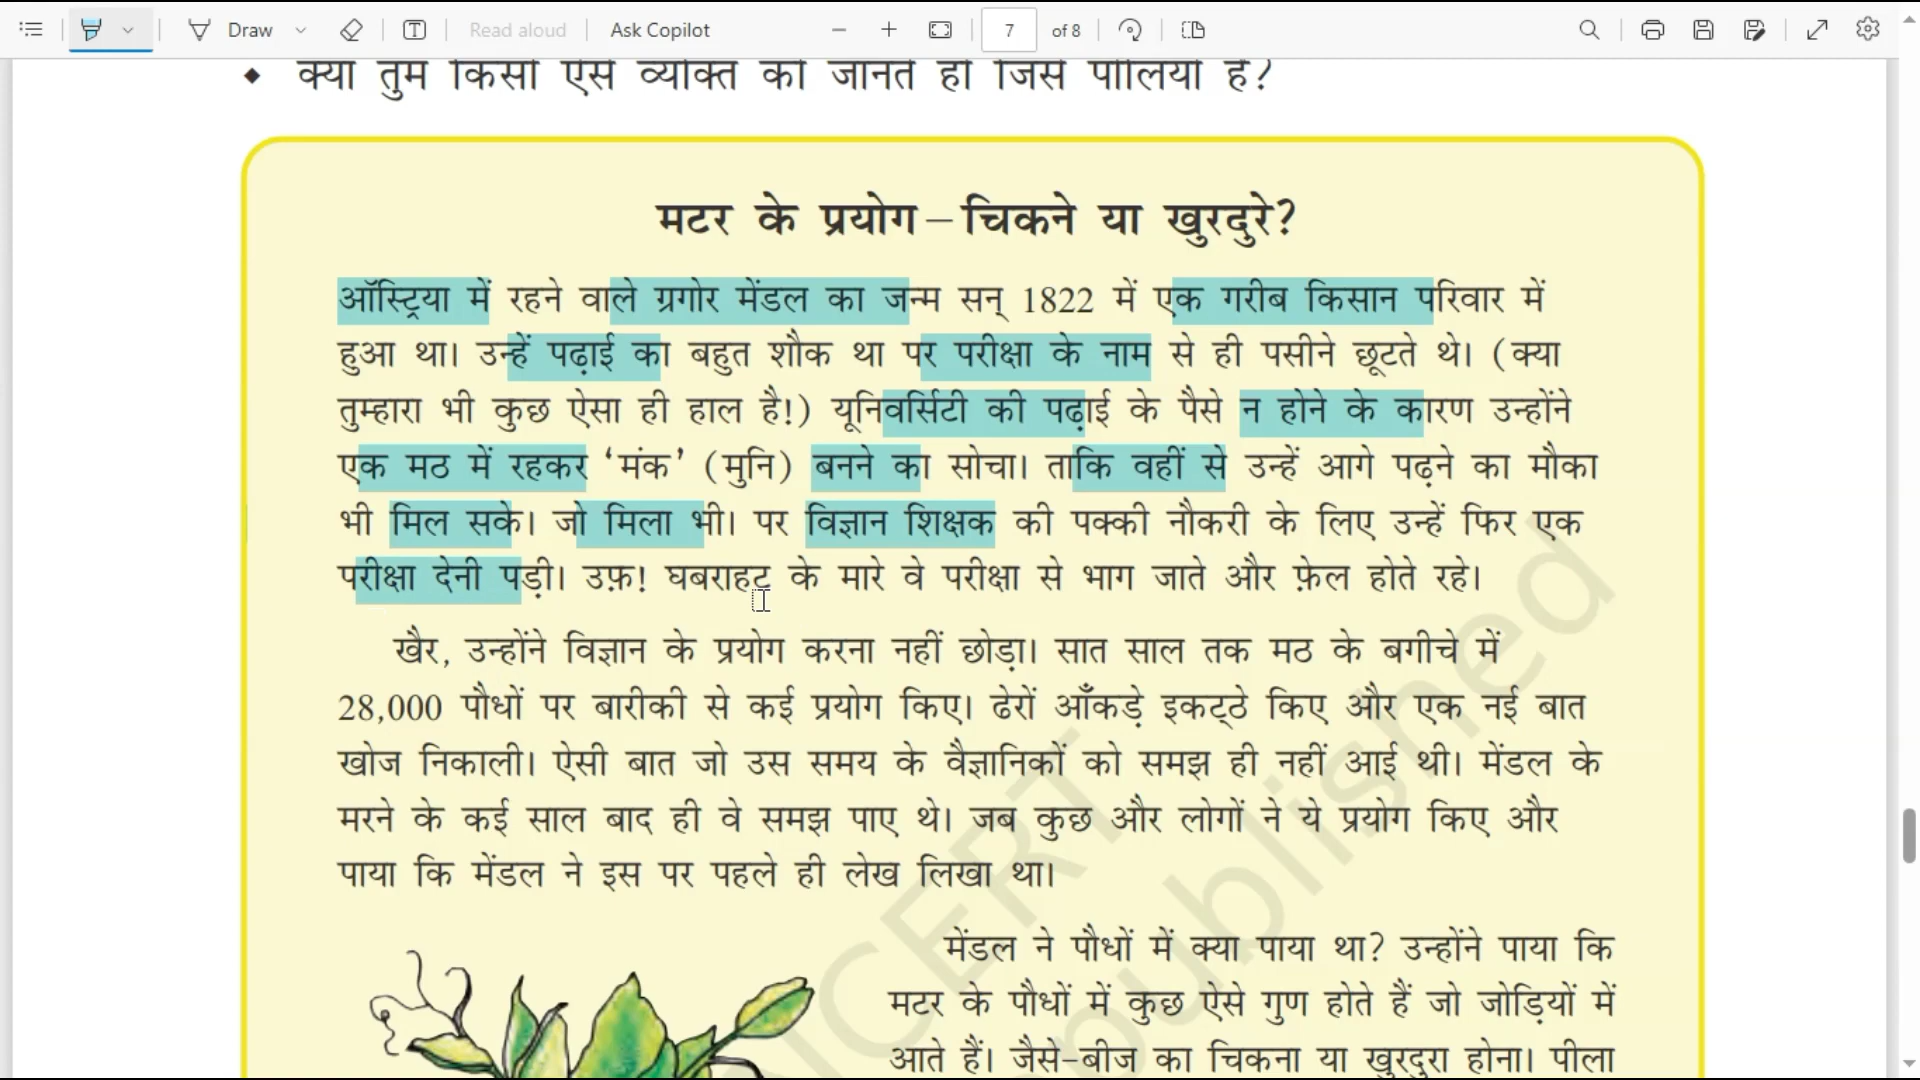 Draw
Read aloud
Ask Copilot
7
of 8
क्या तुम किसी ऐसे व्यक्ति को जानते हो जिसे पोलियो है?
मटर के प्रयोग – चिकने या खुरदुरे?
ऑस्ट्रिया में रहने वाले ग्रगोर मेंडल का जन्म सन् 1822 में एक गरीब किसान परिवार में
हुआ था। उन्हें पढ़ाई का बहुत शौक था पर परीक्षा के नाम से ही पसीने छूटते थे। (क्या
तुम्हारा भी कुछ ऐसा ही हाल है!) यूनिवर्सिटी की पढ़ाई के पैसे न होने के कारण उन्होंने
एक मठ में रहकर ‘मंक’ (मुनि) बनने का सोचा। ताकि वहीं से उन्हें आगे पढ़ने का मौका
भी मिल सके। जो मिला भी। पर विज्ञान शिक्षक की पक्की नौकरी के लिए उन्हें फिर एक
परीक्षा देनी पड़ी। उफ़! घबराहट के मारे वे परीक्षा से भाग जाते और फ़ेल होते रहे।
खैर, उन्होंने विज्ञान के प्रयोग करना नहीं छोड़ा। सात साल तक मठ के बगीचे में
28,000 पौधों पर बारीकी से कई प्रयोग किए। ढेरों आँकड़े इकट्ठे किए और एक नई बात
खोज निकाली। ऐसी बात जो उस समय के वैज्ञानिकों को समझ ही नहीं आई थी। मेंडल के
मरने के कई साल बाद ही वे समझ पाए थे। जब कुछ और लोगों ने ये प्रयोग किए और
पाया कि मेंडल ने इस पर पहले ही लेख लिखा था।
मेंडल ने पौधों में क्या पाया था? उन्होंने पाया कि
मटर के पौधों में कुछ ऐसे गुण होते हैं जो जोड़ियों में
आते हैं। जैसे-बीज का चिकना या खुरदुरा होना। पीला
NCERT
published